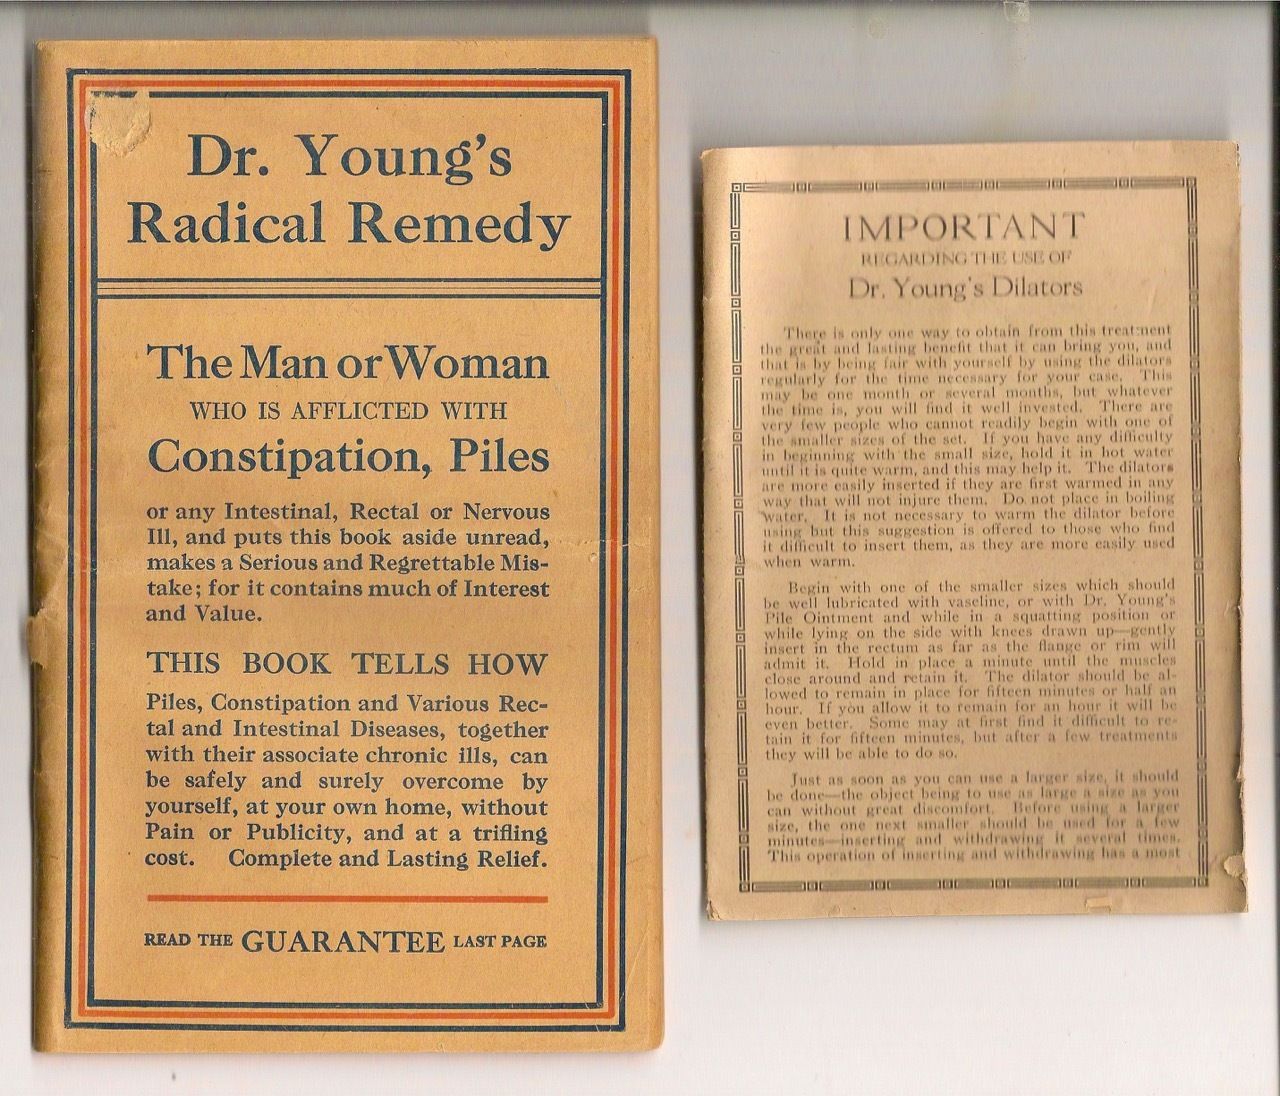 Dr. Young's
Radical Remedy
The Man or Woman
WHO IS AFFLICTED WITH
Constipation, Piles
or any Intestinal, Rectal or Nervous
Ill, and puts this book aside unread,
makes a Serious and Regrettable Mis-
take; for it contains much of Interest
and Value.
THIS BOOK TELLS HOW
Piles, Constipation and Various Rec-
tal and Intestinal Diseases, together
with their associate chronic ills, can
be safely and surely overcome by
yourself, at your own home, without
Pain or Publicity, and at a trifling
cost. Complete and Lasting Relief.
READ THE GUARANTEE LAST PAGE
IMPORTANT
REGARDING THE USE OF
Dr. Young's Dilators
There is only one way to obtain from this treatment
the great and lasting benefit that it can bring you, and
that is by being fair with yourself by using the dilators
regularly for the time necessary for your case. This
may be one month or several months, but whatever
the time is, you will find it well invested. There are
very few people who cannot readily begin with one of
the smaller sizes of the set. If you have any difficulty
in beginning with the small size, hold it in hot water
until it is quite warm, and this may help it. The dilators
are more easily inserted if they are first warmed in any
way that will not injure them. Do not place in boiling
water. It is not necessary to warm the dilator before
using but this suggestion is offered to those who find
it difficult to insert them, as they are more easily used
when warm.
Begin with one of the smaller sizes which should
be well lubricated with vaseline, or with Dr. Young's
Pile Ointment and while in a squatting position or
while lying on the side with knees drawn up—gently
insert in the rectum as far as the flange or rim will
admit it. Hold in place a minute until the muscles
close around and retain it. The dilator should be al-
lowed to remain in place for fifteen minutes or half an
hour. If you allow it to remain for an hour it will be
even better. Some may at first find it difficult to re-
tain it for fifteen minutes, but after a few treatments
they will be able to do so.
Just as soon as you can use a larger size, it should
be done—the object being to use as large a size as you
can without great discomfort. Before using a larger
size, the one next smaller should be used for a few
minutes—inserting and withdrawing it several times.
This operation of inserting and withdrawing has a most